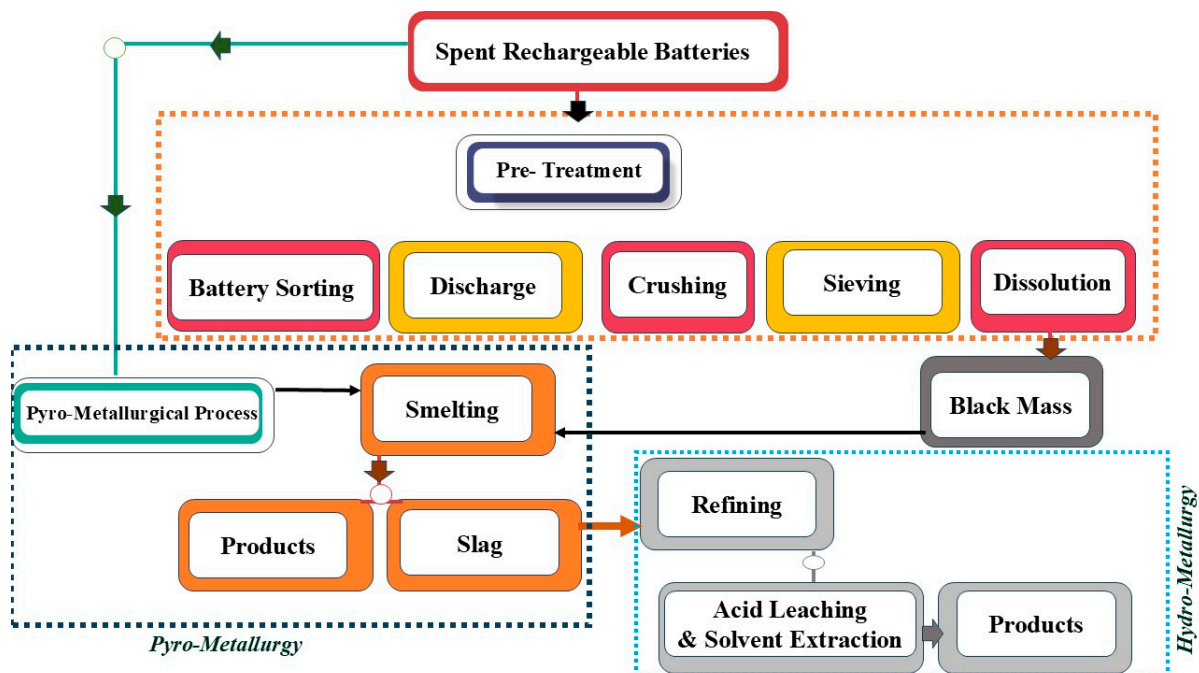 Spent Rechargeable Batteries
Pre- Treatment
Battery Sorting
Discharge
Crushing
Sieving
Dissolution
Pyro-Metallurgical Process
Smelting
Black Mass
Products
Slag
Refining
Acid Leaching
& Solvent Extraction
Products
Pyro-Metallurgy
Hydro-Metallurgy